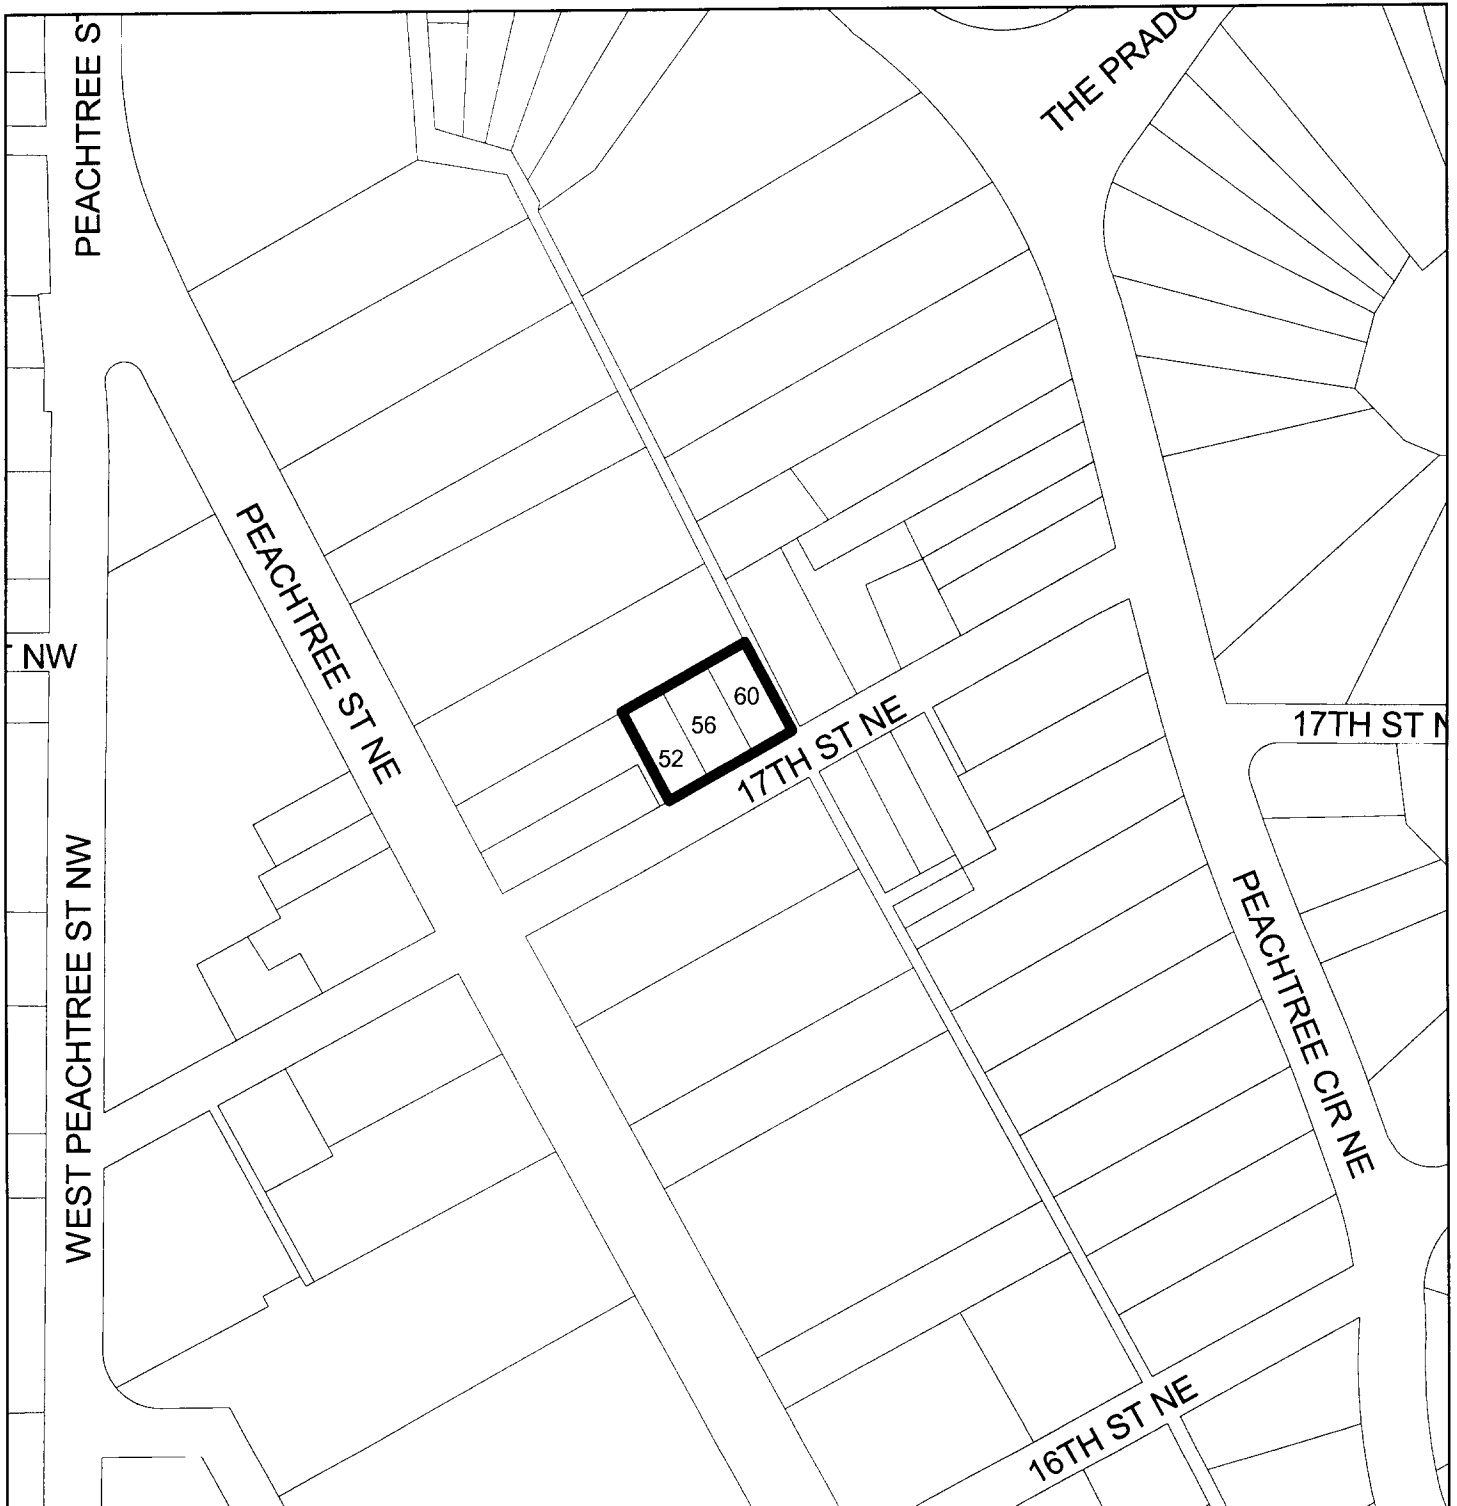 PEACHTREE ST
THE PRADO
PEACHTREE ST NE
T NW
60
56
52
17TH ST NE
17TH ST N
WEST PEACHTREE ST NW
PEACHTREE CIR NE
16TH ST NE